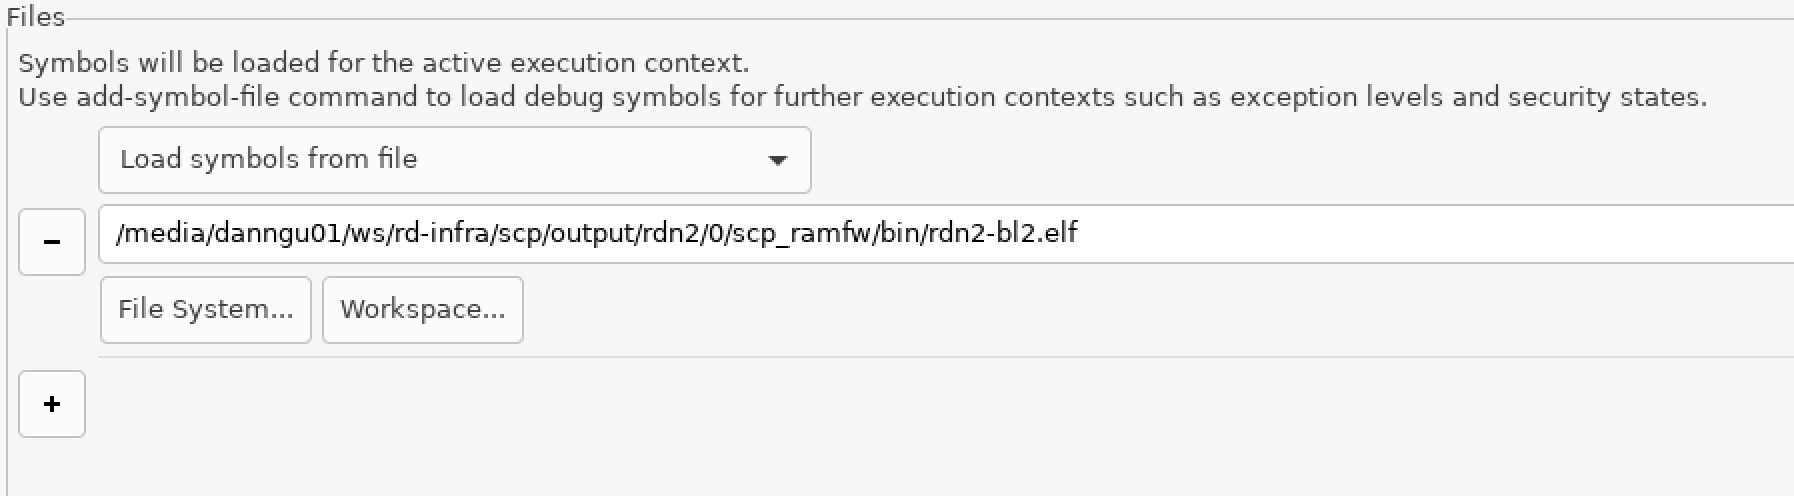 Files
Symbols will be loaded for the active execution context.
Use add-symbol-file command to load debug symbols for further execution contexts such as exception levels and security states.
Load symbols from file
-
/media/danngu01/ws/rd-infra/scp/output/rdn2/0/scp_ramfw/bin/rdn2-bl2.elf
File System... Workspace...
+